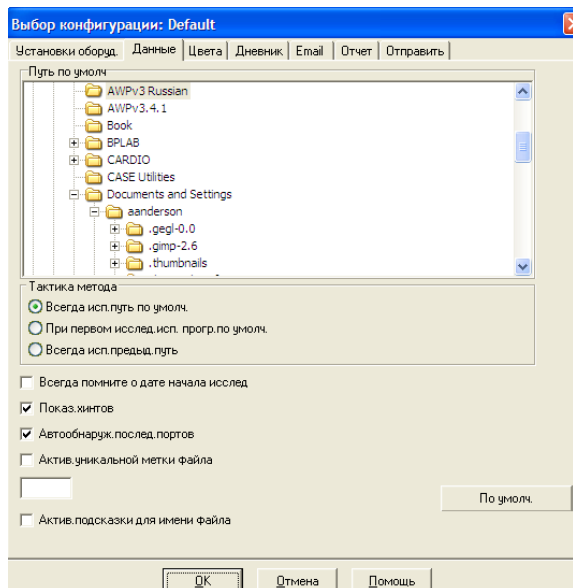 Выбор конфигурации: Default
Установки оборуд. Данные Цвета Дневник Email Отчет Отправить
Путь по умолч
AWPv3 Russian
AWPv3.4.1
Book
BPLAB
CARDIO
CASE Utilities
Documents and Settings
aanderson
.gegl-0.0
.gimp-2.6
.thumbnails
Тактика метода
Всегда исп.путь по умолч.
При первом исслед.исп. прогр.по умолч.
Всегда исп.предыд.путь
Всегда помните о дате начала исслед
Показ.хинтов
Автообнаруж.послед.портов
Актив.уникальной метки файла
По умолч.
Актив.подсказки для имени файла
OK Отмена Помощь